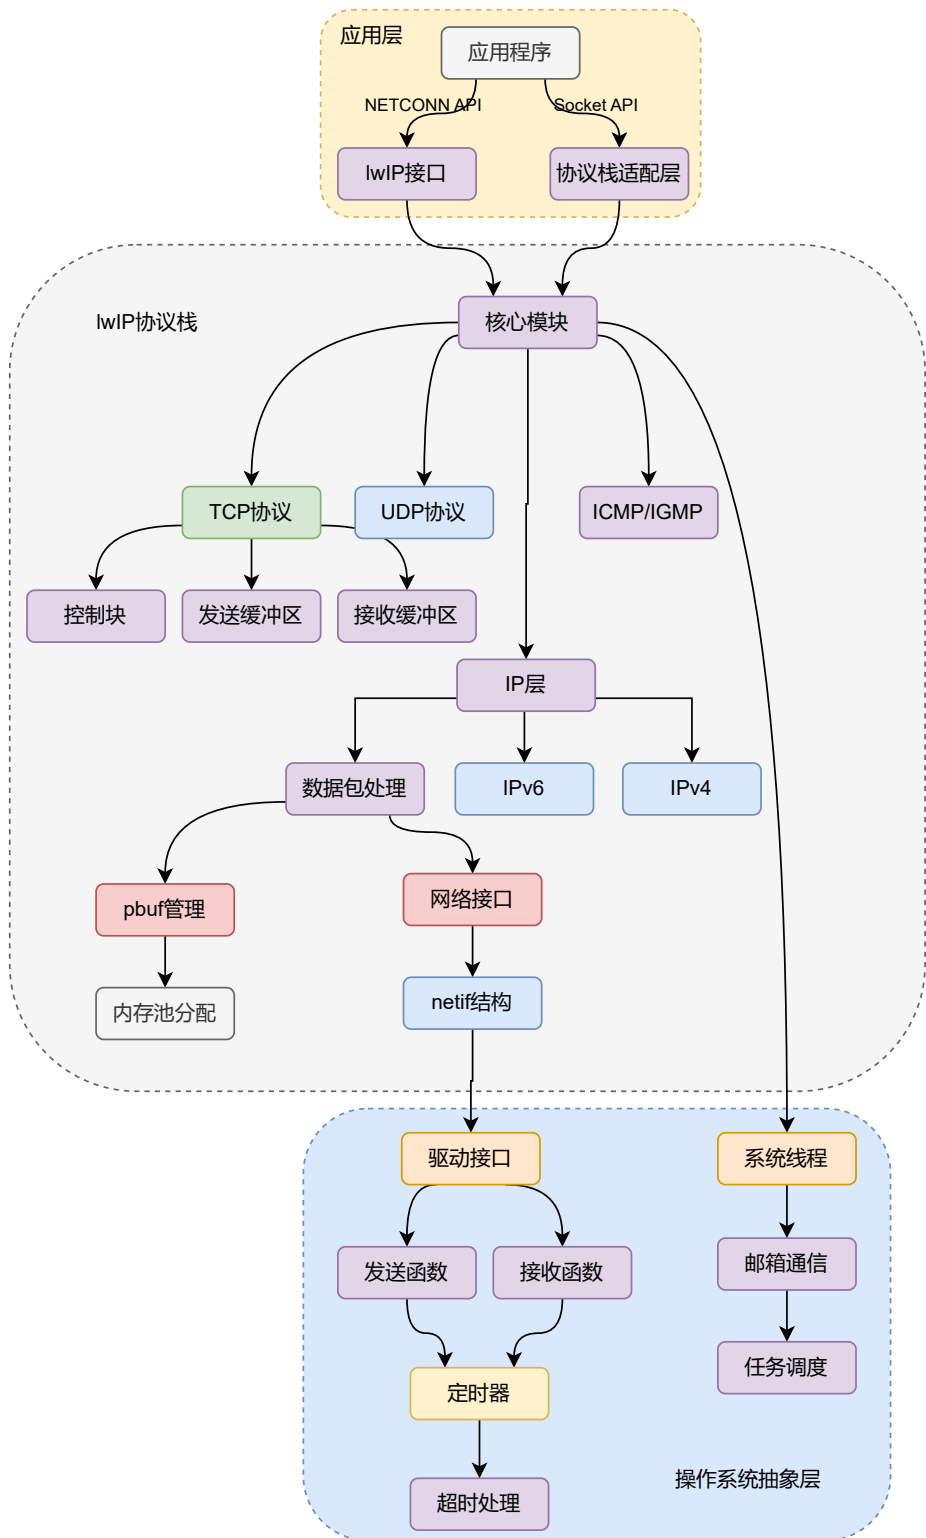 应用层
应用程序
NETCONN API
Socket API
lwIP接口
协议栈适配层
lwIP协议栈
核心模块
TCP协议
UDP协议
ICMP/IGMP
控制块
发送缓冲区
接收缓冲区
IP层
数据包处理
IPv6
IPv4
pbuf管理
网络接口
内存池分配
netif结构
驱动接口
系统线程
发送函数
接收函数
邮箱通信
任务调度
定时器
操作系统抽象层
超时处理